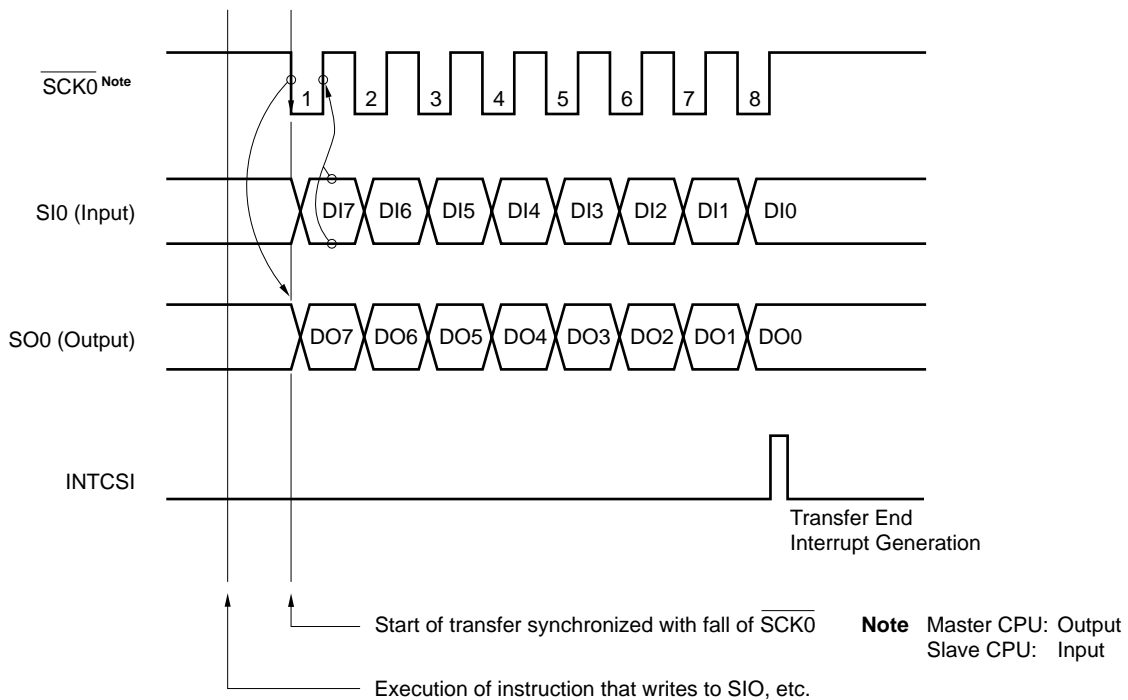 SCK0 Note
1 2 3 4 5 6 7 8
SI0 (Input)
DI7 DI6 DI5 DI4 DI3 DI2 DI1 DI0
SO0 (Output)
DO7 DO6 DO5 DO4 DO3 DO2 DO1 DO0
INTCSI
Transfer End
Interrupt Generation
Start of transfer synchronized with fall of SCK0
Note Master CPU: Output
Slave CPU: Input
Execution of instruction that writes to SIO, etc.